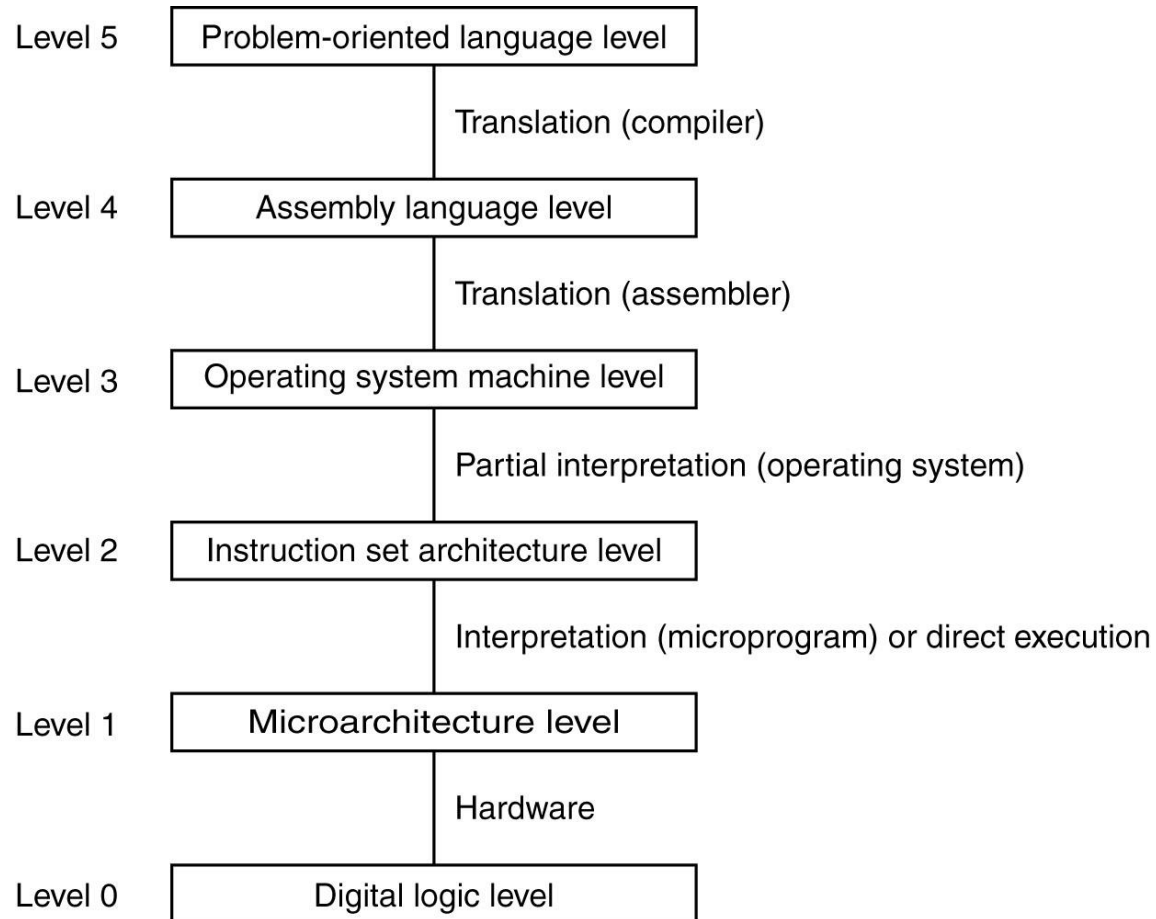 Level 5
Problem-oriented language level
Translation (compiler)
Level 4
Assembly language level
Translation (assembler)
Level 3
Operating system machine level
Partial interpretation (operating system)
Level 2
Instruction set architecture level
Interpretation (microprogram) or direct execution
Level 1
Microarchitecture level
Hardware
Level 0
Digital logic level